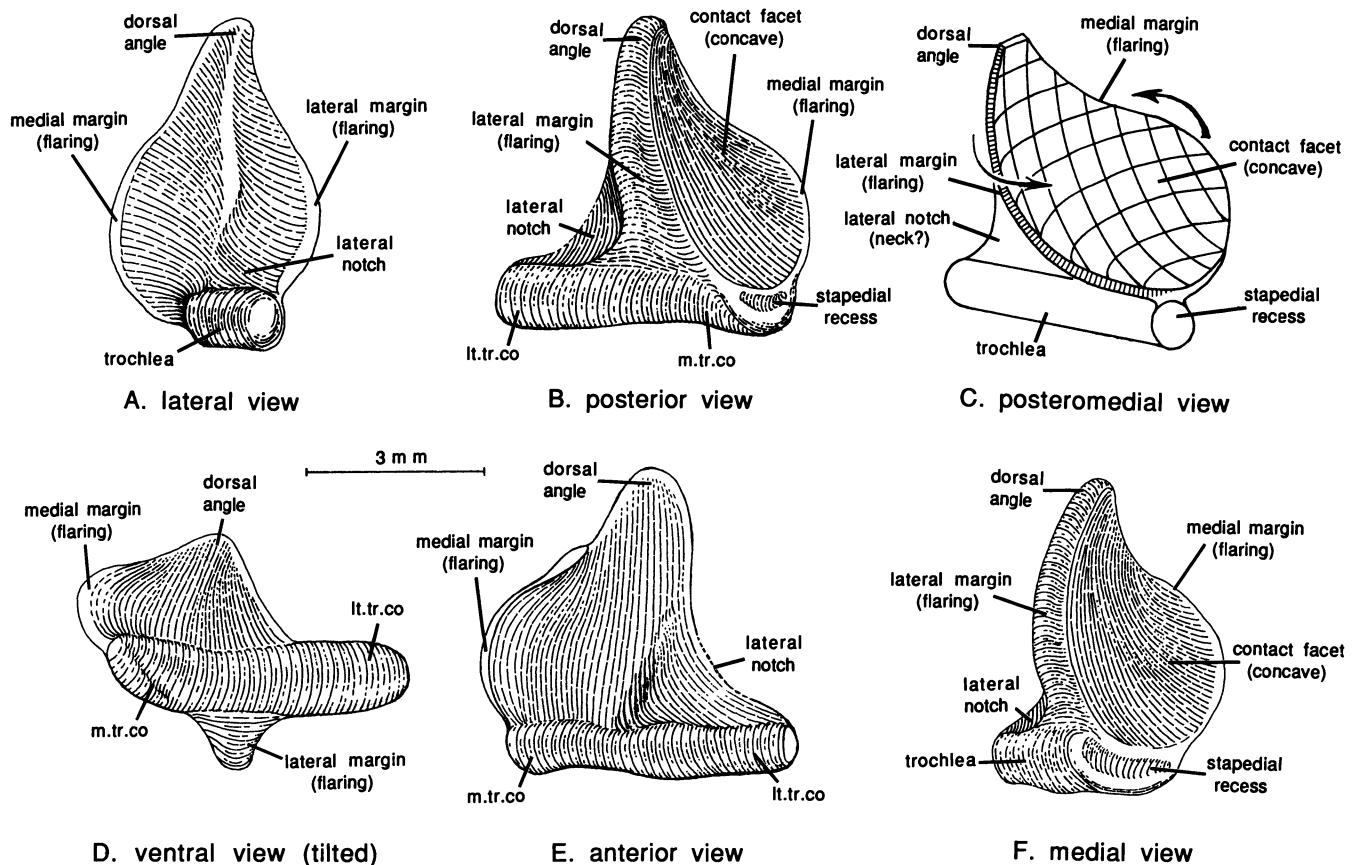 dorsal
angle
medial margin
(flaring)
lateral margin
(flaring)
lateral
notch
trochlea
A. lateral view
dorsal
angle
contact facet
(concave)
medial margin
(flaring)
lateral margin
(flaring)
lateral
notch
stapedial
recess
lt.tr.co
m.tr.co
B. posterior view
dorsal
angle
medial margin
(flaring)
contact facet
(concave)
lateral margin
(flaring)
lateral notch
(neck?)
stapedial
recess
trochlea
C. posteromedial view
3 mm
dorsal
angle
medial margin
(flaring)
lt.tr.co
m.tr.co
lateral margin
(flaring)
D. ventral view (tilted)
dorsal
angle
medial margin
(flaring)
lateral
notch
m.tr.co
lt.tr.co
E. anterior view
dorsal
angle
medial margin
(flaring)
lateral margin
(flaring)
contact facet
(concave)
lateral
notch
trochlea
stapedial
recess
F. medial view